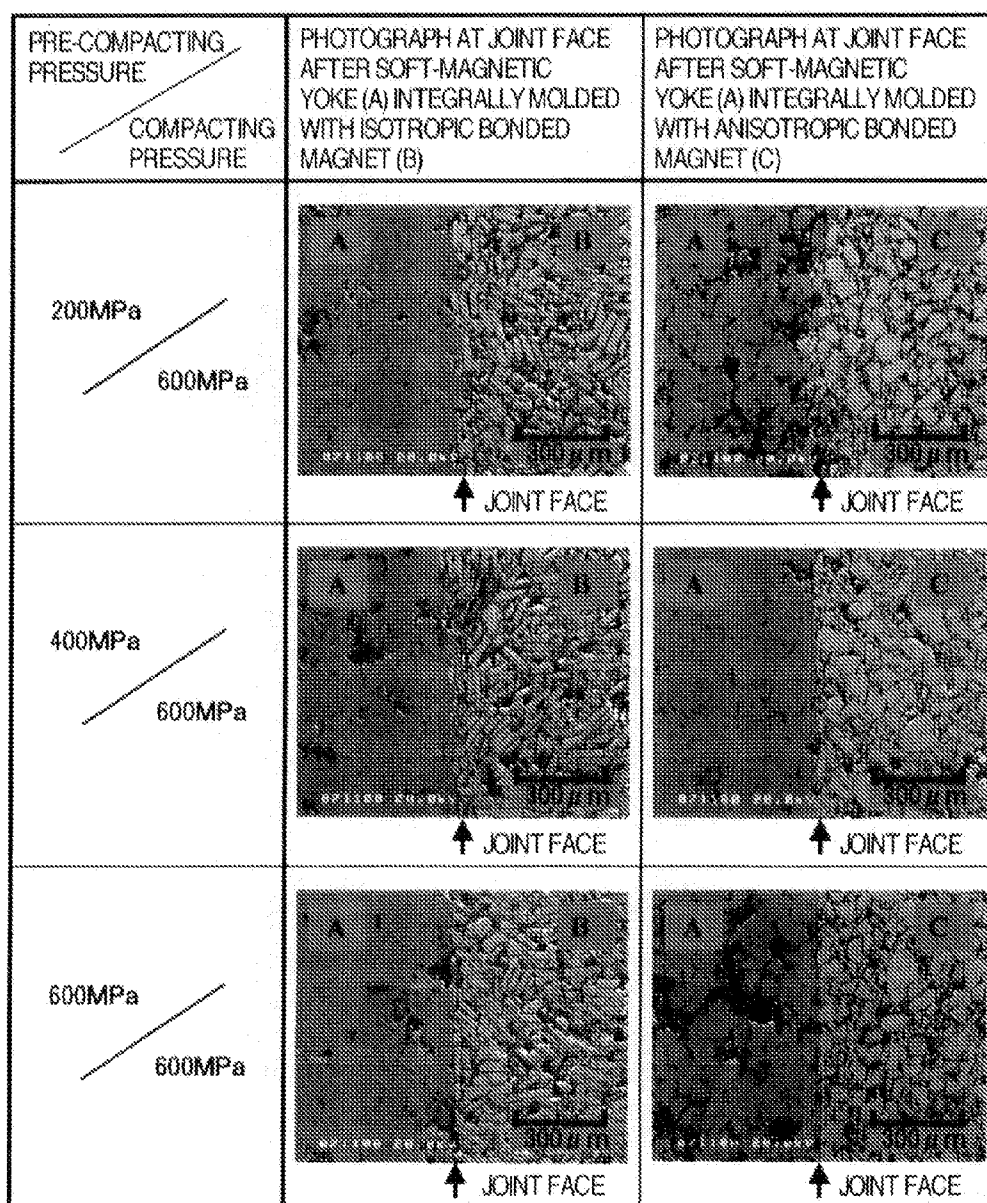 PRE-COMPACTING
PRESSURE
COMPACTING
PRESSURE
PHOTOGRAPH AT JOINT FACE
AFTER SOFT-MAGNETIC
YOKE (A) INTEGRALLY MOLDED
WITH ISOTROPIC BONDED
MAGNET (B)
PHOTOGRAPH AT JOINT FACE
AFTER SOFT-MAGNETIC
YOKE (A) INTEGRALLY MOLDED
WITH ANISOTROPIC BONDED
MAGNET (C)
200MPa
600MPa
A B
300μm
JOINT FACE
A C
300μm
JOINT FACE
400MPa
600MPa
A B
300μm
JOINT FACE
A C
300μm
JOINT FACE
600MPa
600MPa
A B
300μm
JOINT FACE
A C
300μm
JOINT FACE